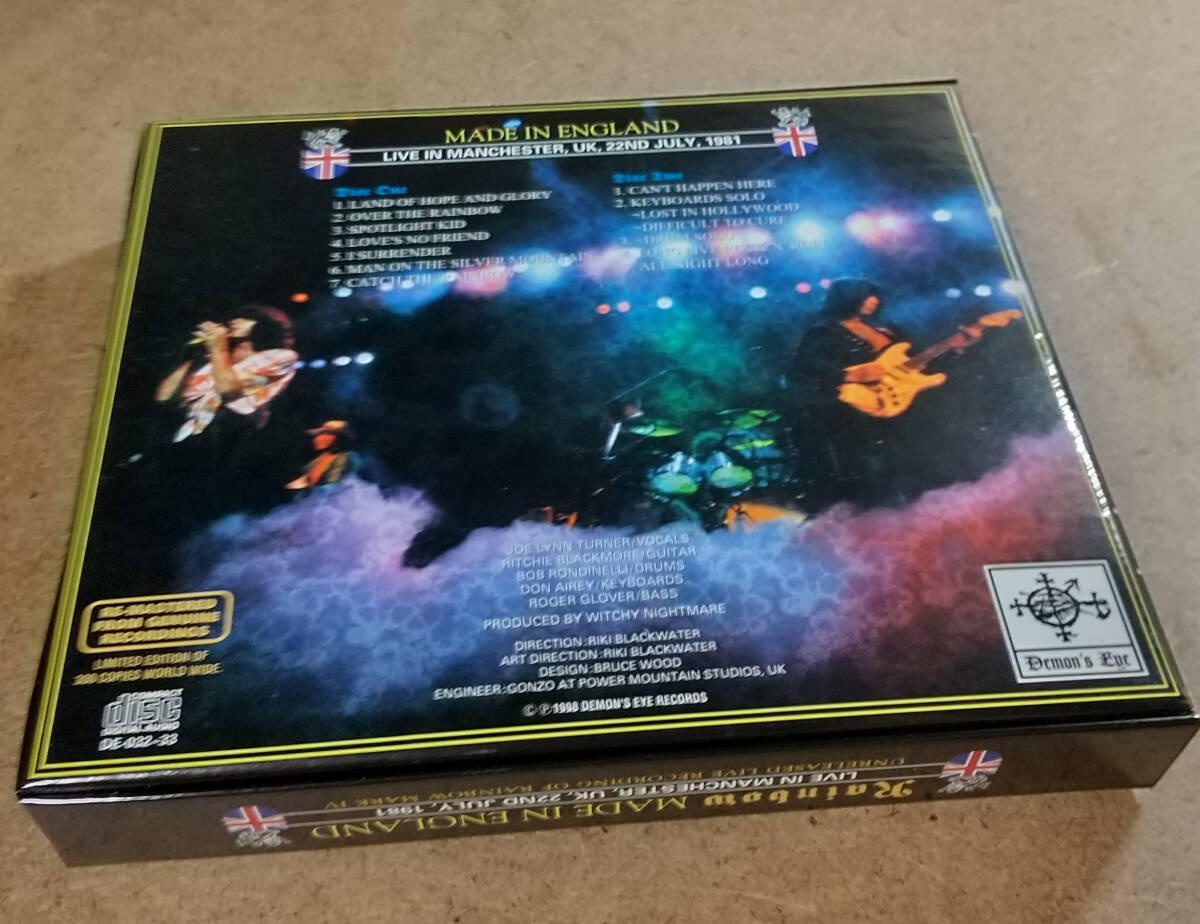 MADE IN ENGLAND
LIVE IN MANCHESTER, UK, 22ND JULY, 1981
Disc One
1. LAND OF HOPE AND GLORY
2. OVER THE RAINBOW
3. SPOTLIGHT KID
4. LOVE'S NO FRIEND
5. I SURRENDER
6. MAN ON THE SILVER MOUNTAIN
7. CATCH THE RAINBOW
Disc Two
1. CAN'T HAPPEN HERE
2. KEYBOARDS SOLO
~LOST IN HOLLYWOOD
~DIFFICULT TO CURE
3. ~DRUM SOLO
ROCK'N' ROLL
ALL NIGHT LONG
JOE LYNN TURNER/VOCALS
RITCHIE BLACKMORE/GUITAR
BOB RONDINELLI/DRUMS
DON AIREY/KEYBOARDS
ROGER GLOVER/BASS
PRODUCED BY WITCHY NIGHTMARE
DIRECTION:RIKI BLACKWATER
ART DIRECTION:RIKI BLACKWATER
DESIGN:BRUCE WOOD
ENGINEER:GONZO AT POWER MOUNTAIN STUDIOS, UK
© ℗ 1998 DEMON'S EYE RECORDS
RE-MASTERED
FROM GENUINE
RECORDINGS
LIMITED EDITION OF
300 COPIES WORLD WIDE.
COMPACT
disc
DIGITAL AUDIO
DE-032~33
Demon's Eye
Rainbow MADE IN ENGLAND
LIVE IN MANCHESTER, UK, 22ND JULY, 1981
UNRELEASED LIVE RECORDING OF RAINBOW MARK IV